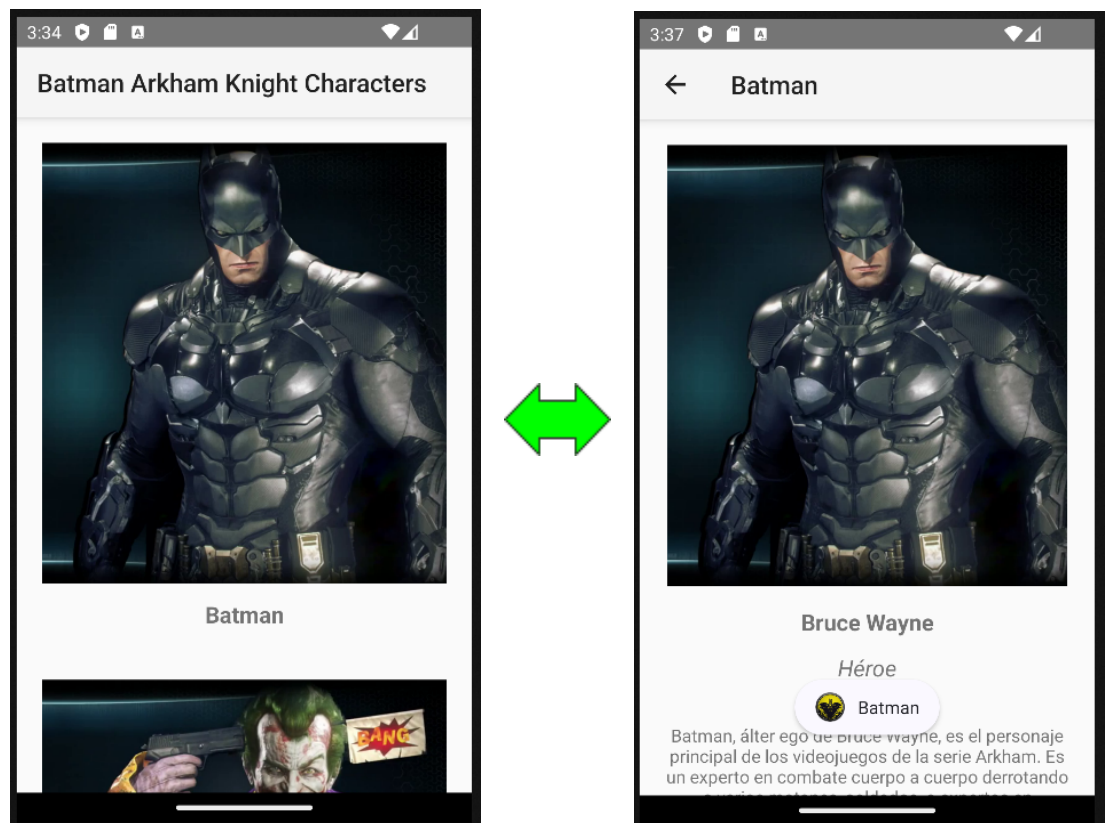 3:34
Batman Arkham Knight Characters
Batman
BANG
3:37
Batman
Bruce Wayne
Héroe
Batman
Batman, álter ego de Bruce Wayne, es el personaje
principal de los videojuegos de la serie Arkham. Es
un experto en combate cuerpo a cuerpo derrotando